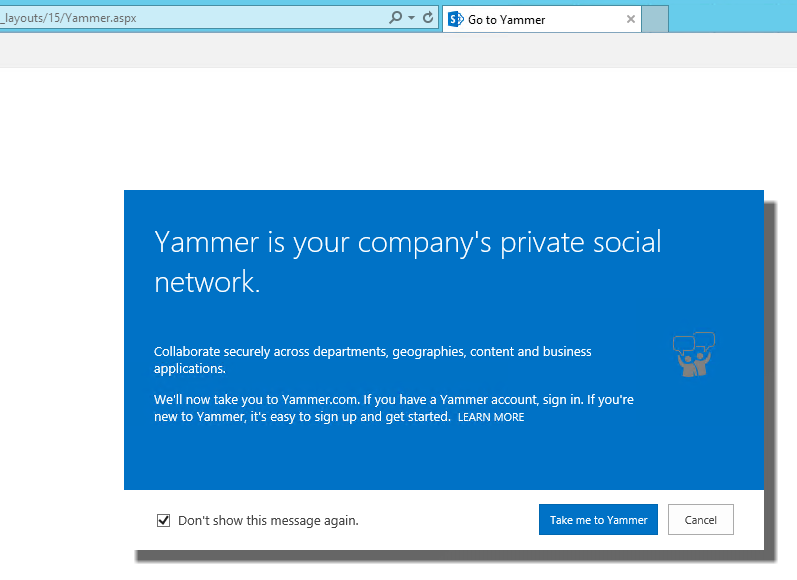 _layouts/15/Yammer.aspx
Go to Yammer
Yammer is your company's private social
network.
Collaborate securely across departments, geographies, content and business
applications.
We'll now take you to Yammer.com. If you have a Yammer account, sign in. If you're
new to Yammer, it's easy to sign up and get started. LEARN MORE
Don't show this message again.
Take me to Yammer
Cancel